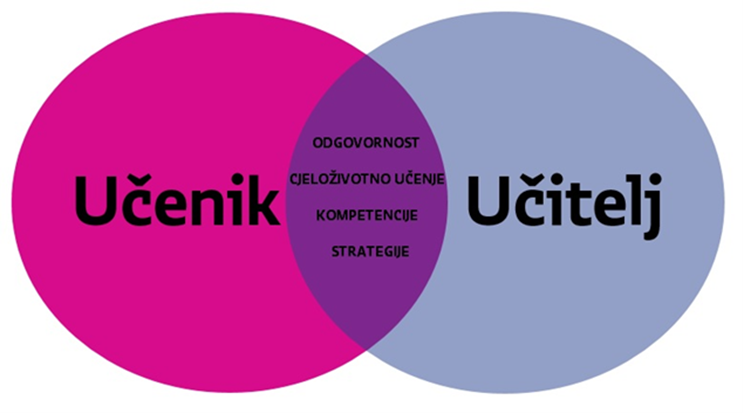 Učenik
ODGOVORNOST
CJELOŽIVOTNO UČENJE
KOMPETENCIJE
STRATEGIJE
Učitelj